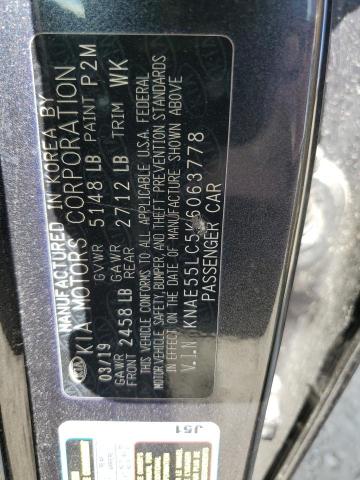 MANUFACTURED IN KOREA BY
KIA KIA MOTORS CORPORATION
03/19 GVWR 5148 LB PAINT P2M
GAWR FRONT 2458 LB GAWR REAR 2712 LB TRIM WK
THIS VEHICLE CONFORMS TO ALL APPLICABLE U.S.A. FEDERAL
MOTOR VEHICLE SAFETY, BUMPER, AND THEFT PREVENTION STANDARDS
IN EFFECT ON THE DATE OF MANUFACTURE SHOWN ABOVE
V.I.N. KNAE55LC5K6063778
PASSENGER CAR
J51